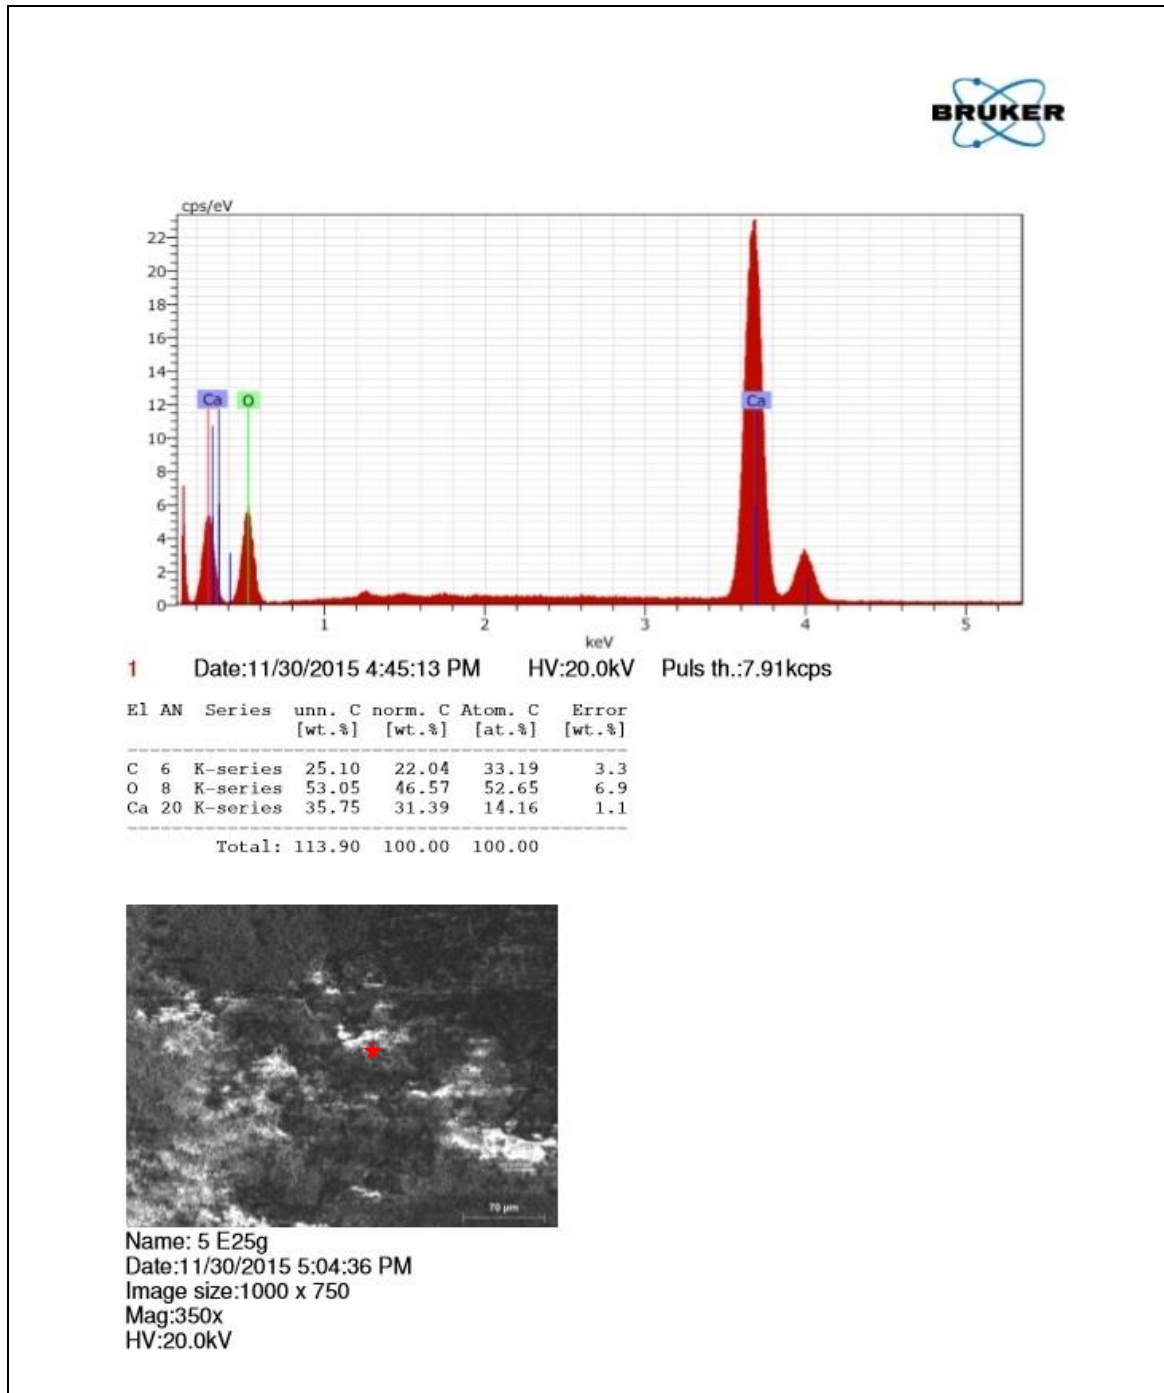 BRUKER
cps/eV
22
20
18
16
14
12
10
8
6
4
2
0
Ca O Ca
1 2 3 4 5
keV
1 Date:11/30/2015 4:45:13 PM HV:20.0kV Puls th.:7.91kcps
El AN Series unn. C norm. C Atom. C Error
[wt.%] [wt.%] [at.%] [wt.%]
C 6 K-series 25.10 22.04 33.19 3.3
O 8 K-series 53.05 46.57 52.65 6.9
Ca 20 K-series 35.75 31.39 14.16 1.1
Total: 113.90 100.00 100.00
70 µm
Name: 5 E25g
Date:11/30/2015 5:04:36 PM
Image size:1000 x 750
Mag:350x
HV:20.0kV